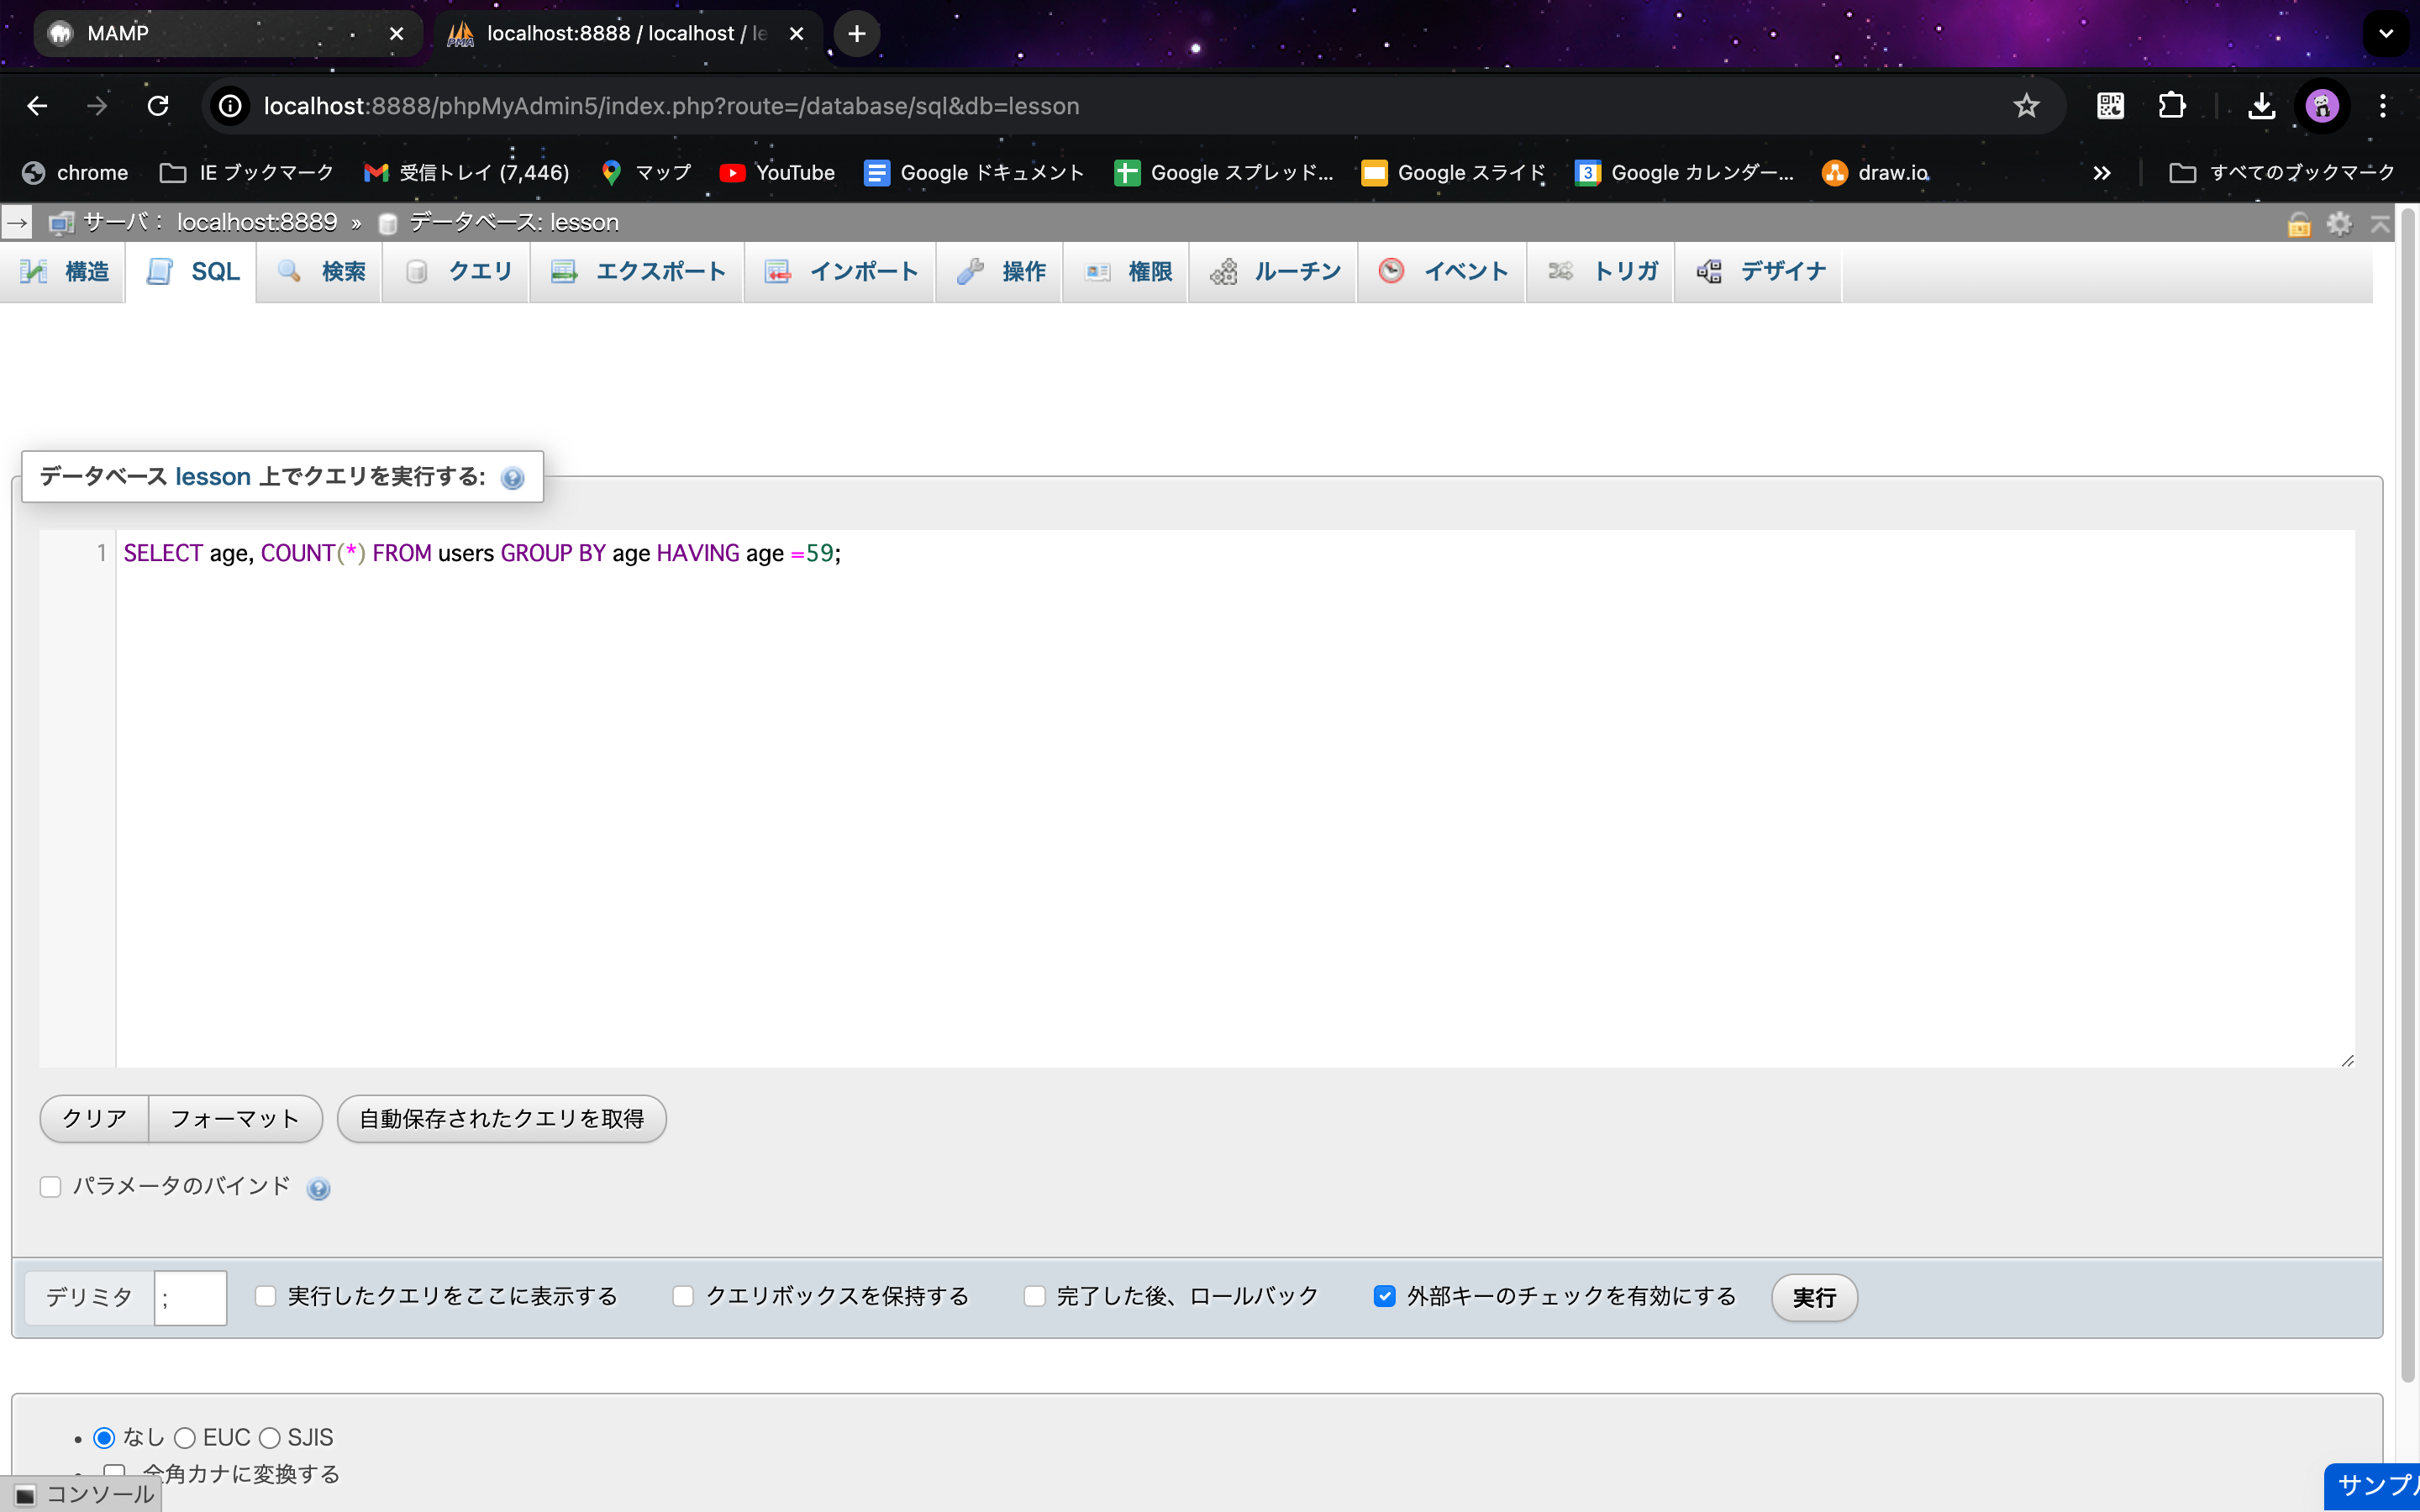 MAMP
localhost:8888 / localhost / le
localhost:8888/phpMyAdmin5/index.php?route=/database/sql&db=lesson
chrome IE ブックマーク 受信トレイ (7,446) マップ YouTube Google ドキュメント Google スプレッド... Google スライド Google カレンダー... draw.io » すべてのブックマーク
→ サーバ： localhost:8889 » データベース: lesson
構造 SQL 検索 クエリ エクスポート インポート 操作 権限 ルーチン イベント トリガ デザイナ
データベース lesson 上でクエリを実行する:
1 SELECT age, COUNT(*) FROM users GROUP BY age HAVING age =59;
クリア フォーマット 自動保存されたクエリを取得
パラメータのバインド
デリミタ ; 実行したクエリをここに表示する クエリボックスを保持する 完了した後、ロールバック 外部キーのチェックを有効にする 実行
なし EUC SJIS
全角カナに変換する
コンソール
サンプル